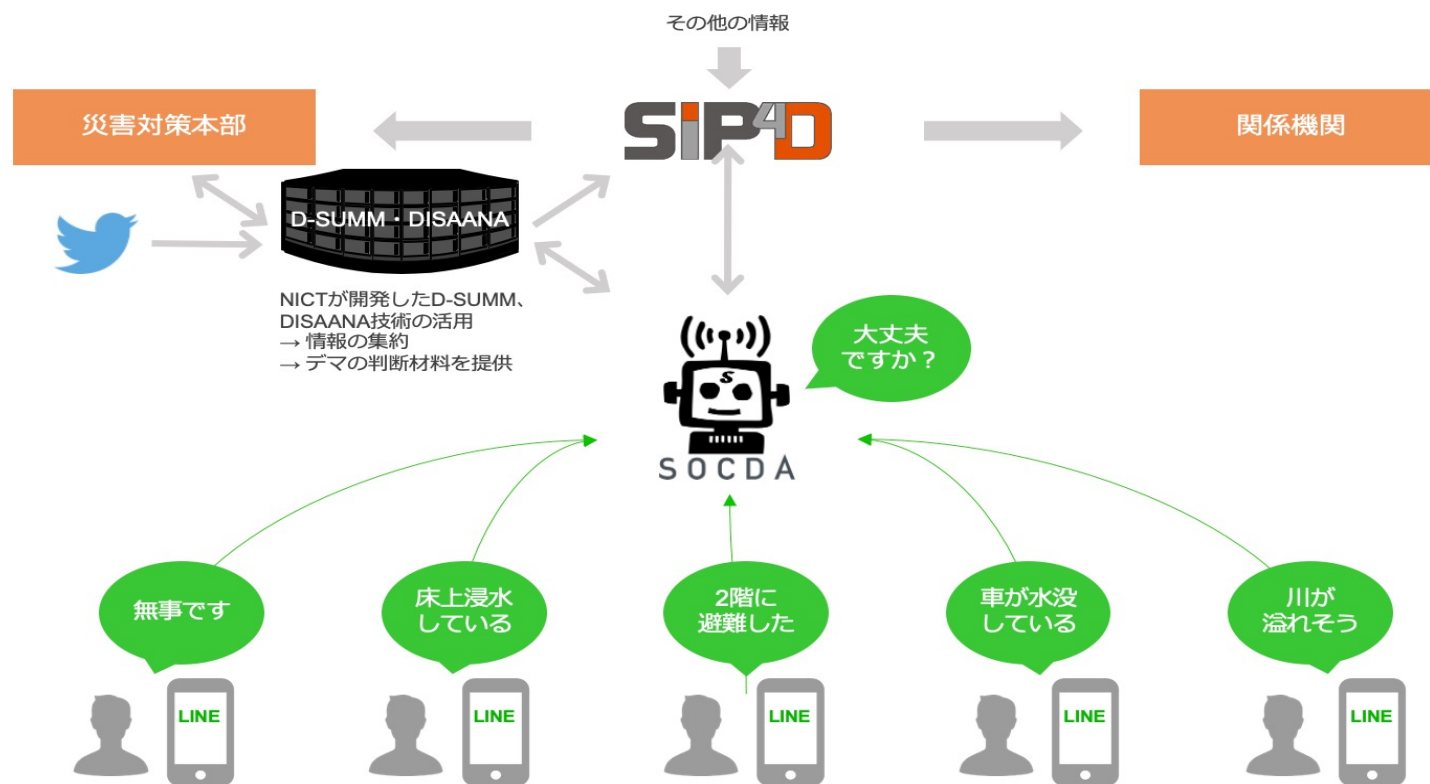 その他の情報
災害対策本部
SIP4D
関係機関
D-SUMM・DISAANA
NICTが開発したD-SUMM、
DISAANA技術の活用
→ 情報の集約
→ デマの判断材料を提供
大丈夫
ですか？
S
SOCDA
無事です
床上浸水
している
2階に
避難した
車が水没
している
川が
溢れそう
LINE
LINE
LINE
LINE
LINE